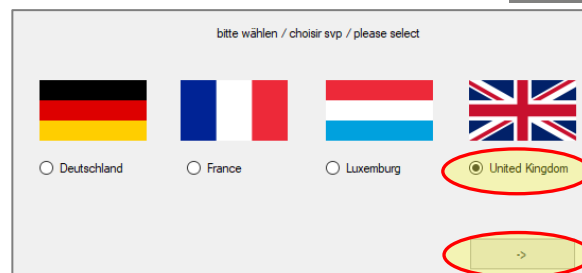 bitte wählen / choisir svp / please select
Deutschland France Luxemburg United Kingdom
->